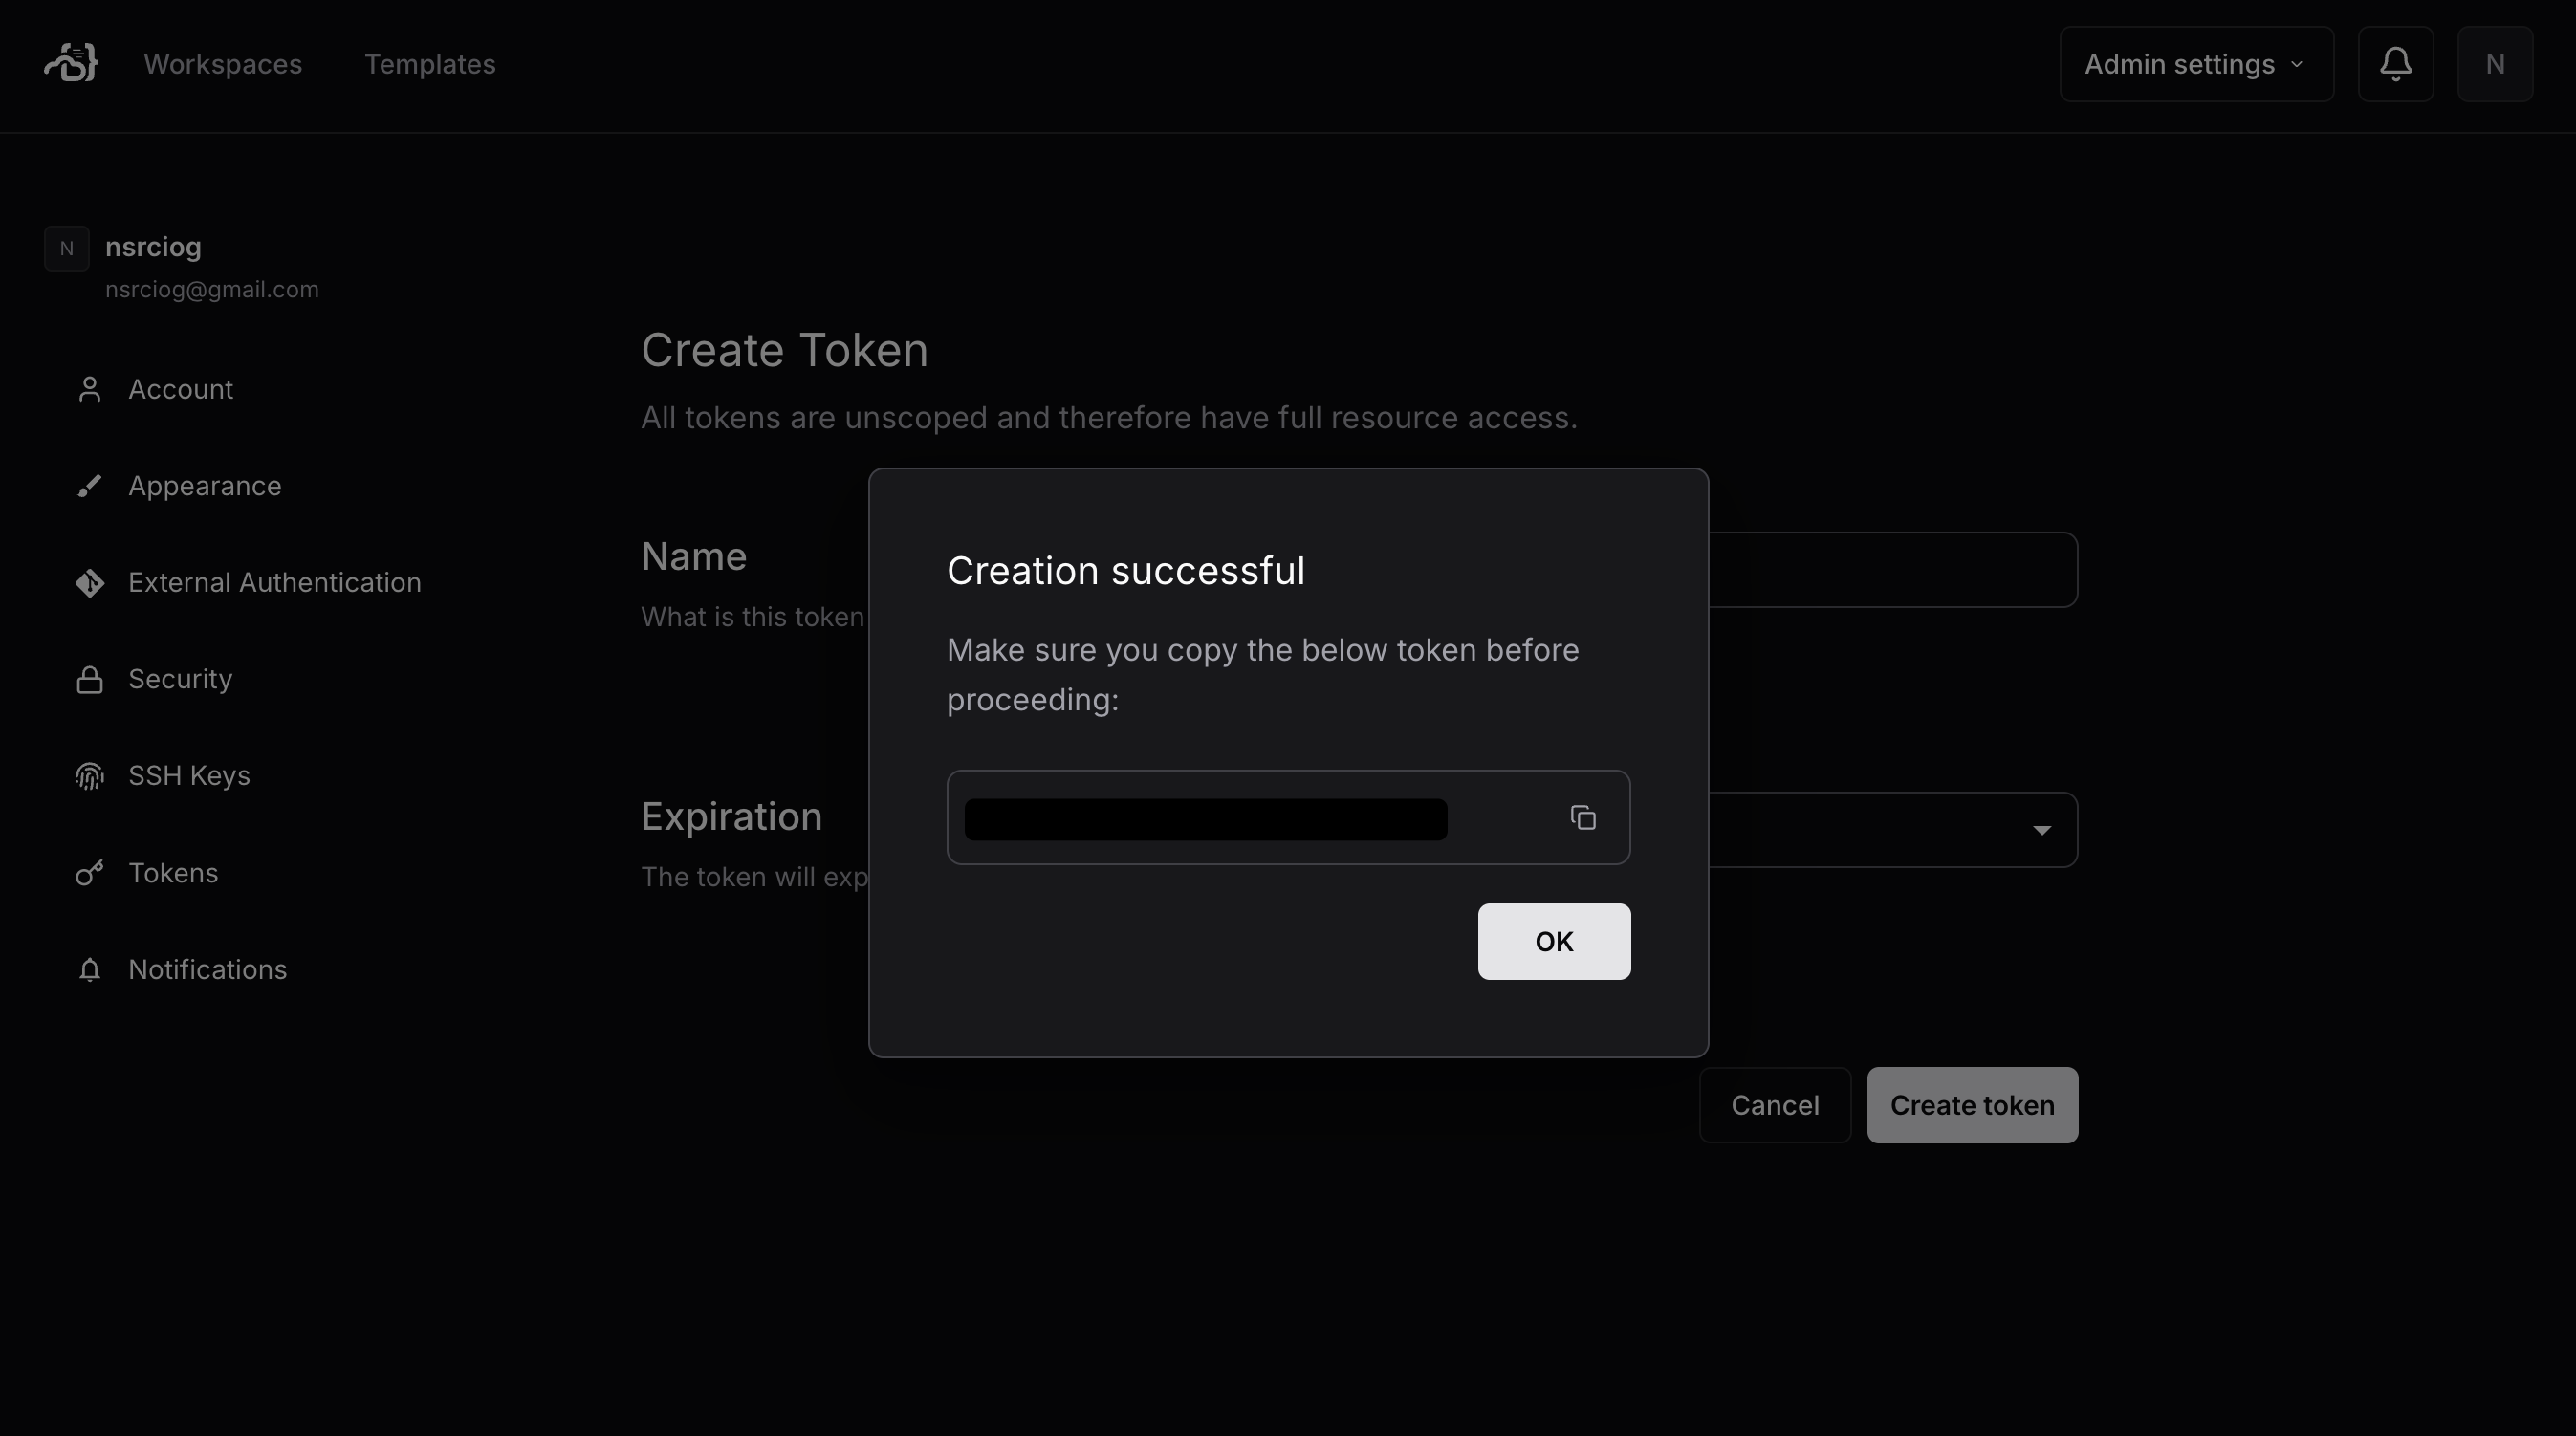 Workspaces
Templates
Admin settings
N
N
nsrciog
nsrciog@gmail.com
Account
Appearance
External Authentication
Security
SSH Keys
Tokens
Notifications
Create Token
All tokens are unscoped and therefore have full resource access.
Name
What is this token
Expiration
The token will exp
Creation successful
Make sure you copy the below token before
proceeding:
OK
Cancel
Create token